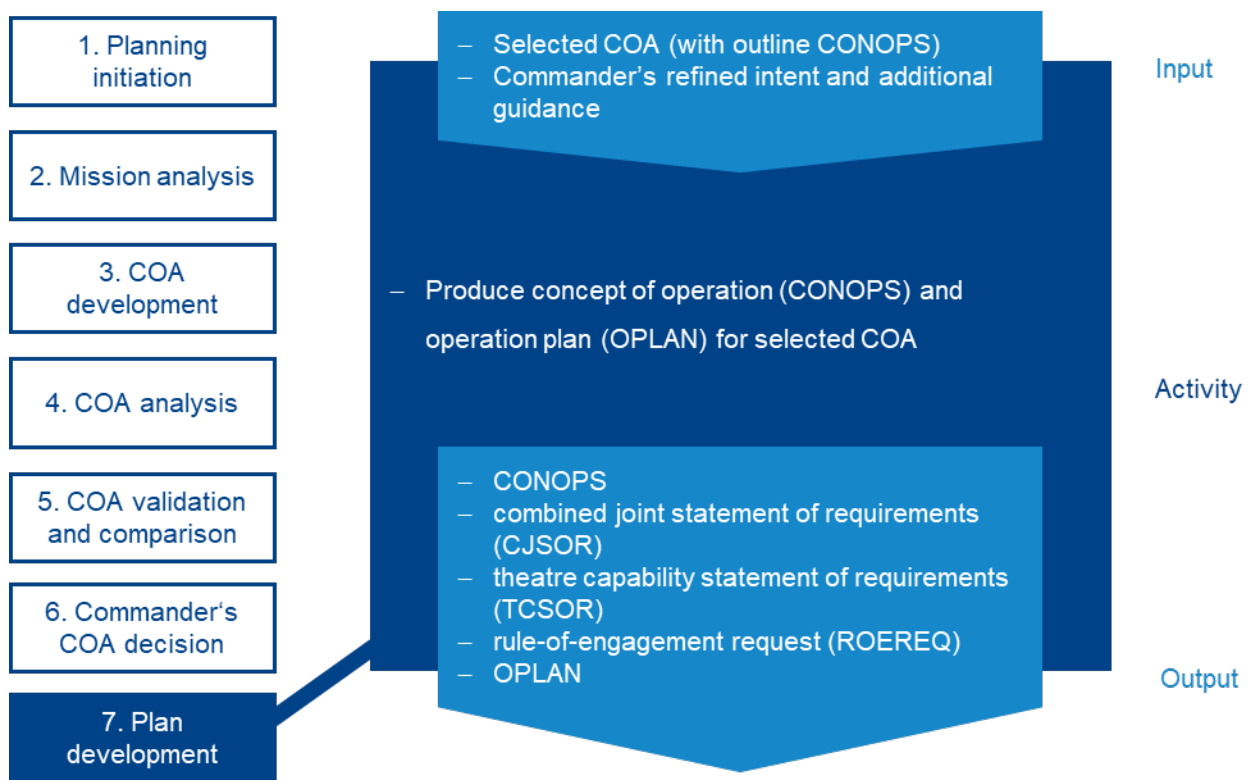 1. Planning
initiation
2. Mission analysis
3. COA
development
4. COA analysis
5. COA validation
and comparison
6. Commander‘s
COA decision
7. Plan
development
– Selected COA (with outline CONOPS)
– Commander’s refined intent and additional
guidance
– Produce concept of operation (CONOPS) and
operation plan (OPLAN) for selected COA
– CONOPS
– combined joint statement of requirements
(CJSOR)
– theatre capability statement of requirements
(TCSOR)
– rule-of-engagement request (ROEREQ)
– OPLAN
Input
Activity
Output